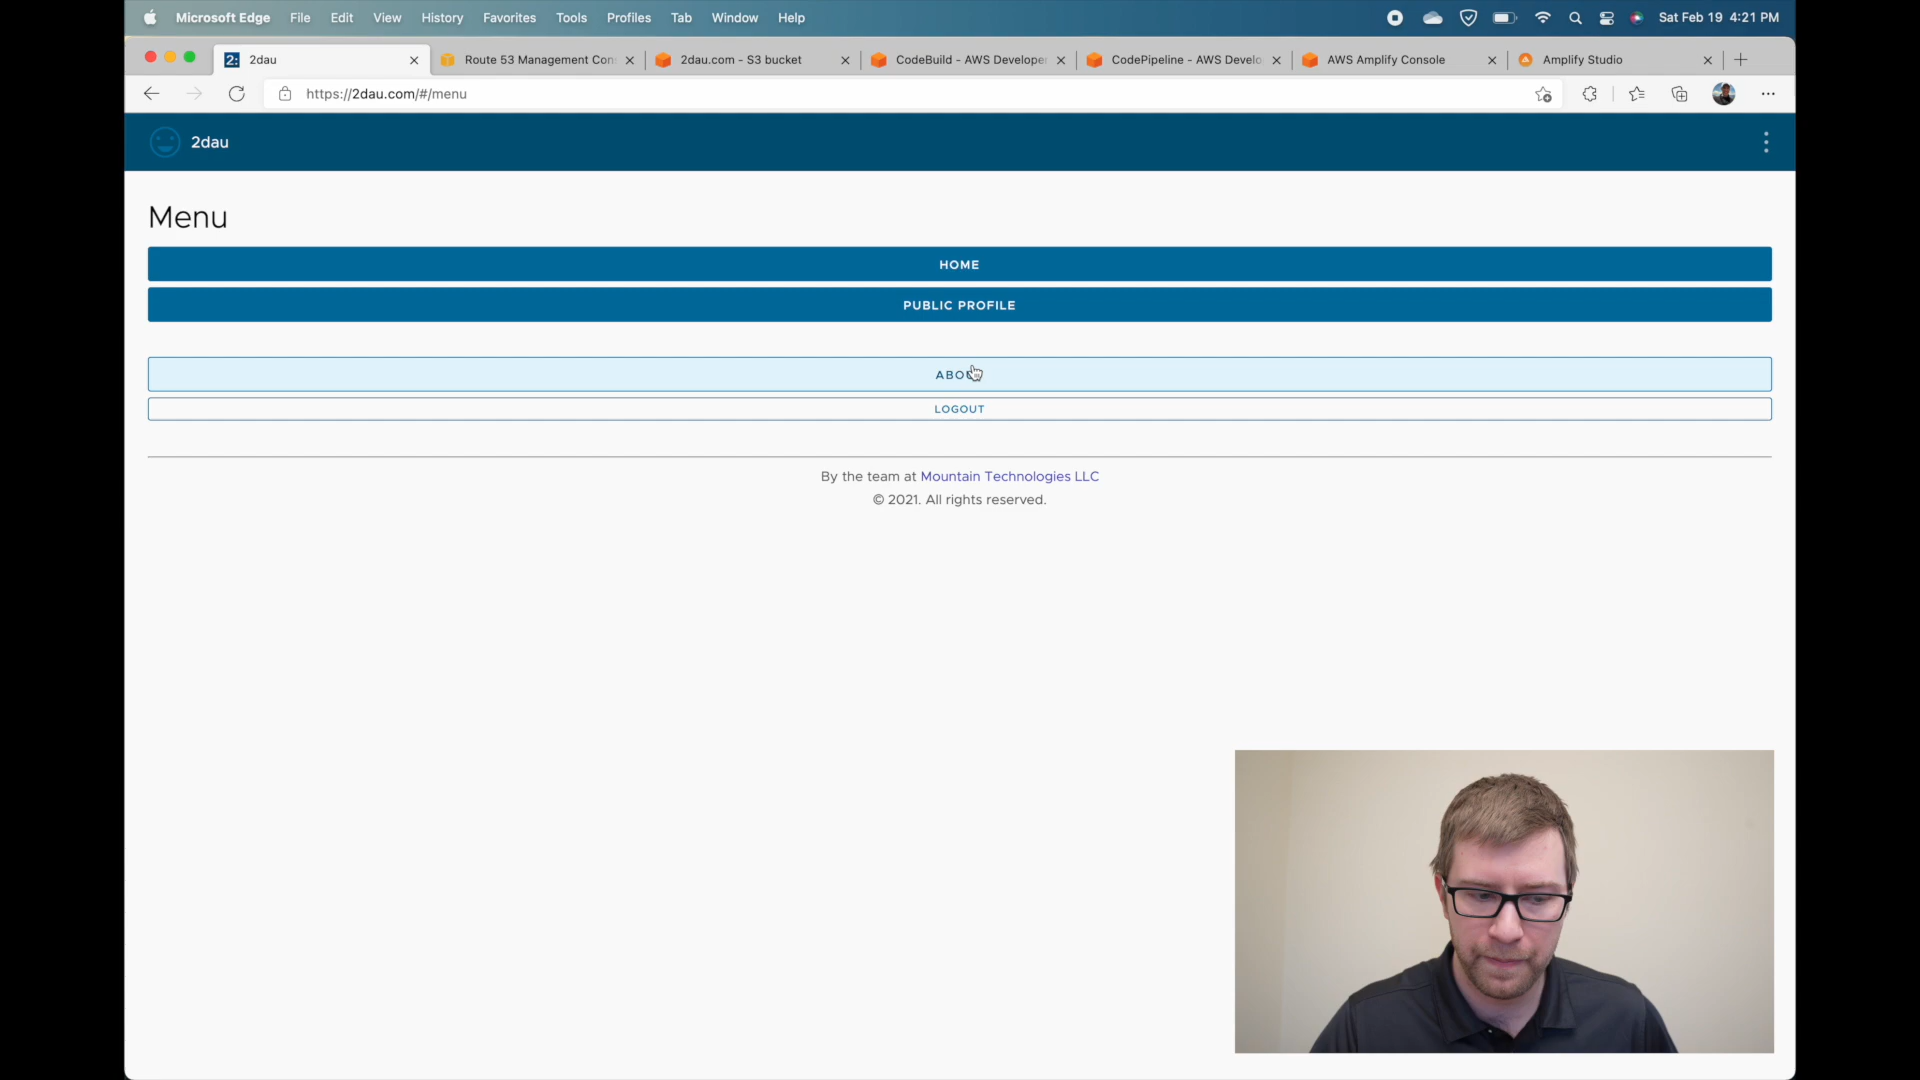 Microsoft Edge File Edit View History Favorites Tools Profiles Tab Window Help Sat Feb 19 4:21 PM
2: 2dau Route 53 Management Con 2dau.com - S3 bucket CodeBuild - AWS Developer CodePipeline - AWS Develo AWS Amplify Console Amplify Studio
https://2dau.com/#/menu
2dau
Menu
HOME
PUBLIC PROFILE
ABO
LOGOUT
By the team at Mountain Technologies LLC
© 2021. All rights reserved.